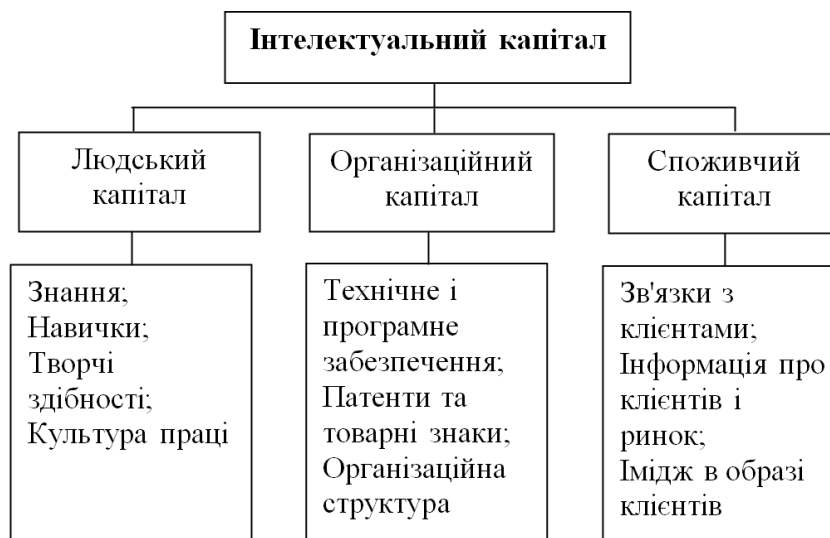 Інтелектуальний капітал
Людський
капітал
Організаційний
капітал
Споживчий
капітал
Знання;
Навички;
Творчі
здібності;
Культура праці
Технічне і
програмне
забезпечення;
Патенти та
товарні знаки;
Організаційна
структура
Зв'язки з
клієнтами;
Інформація про
клієнтів і
ринок;
Імідж в образі
клієнтів